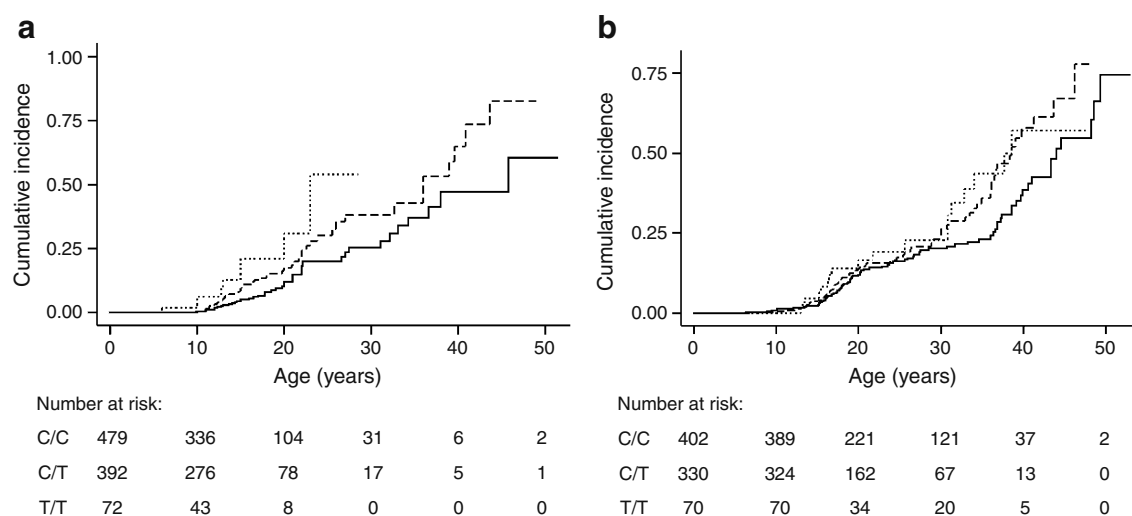 a
Cumulative incidence
1.00
0.75
0.50
0.25
0.00
0 10 20 30 40 50
Age (years)
Number at risk:
C/C 479 336 104 31 6 2
C/T 392 276 78 17 5 1
T/T 72 43 8 0 0 0
b
Cumulative incidence
0.75
0.50
0.25
0.00
0 10 20 30 40 50
Age (years)
Number at risk:
C/C 402 389 221 121 37 2
C/T 330 324 162 67 13 0
T/T 70 70 34 20 5 0